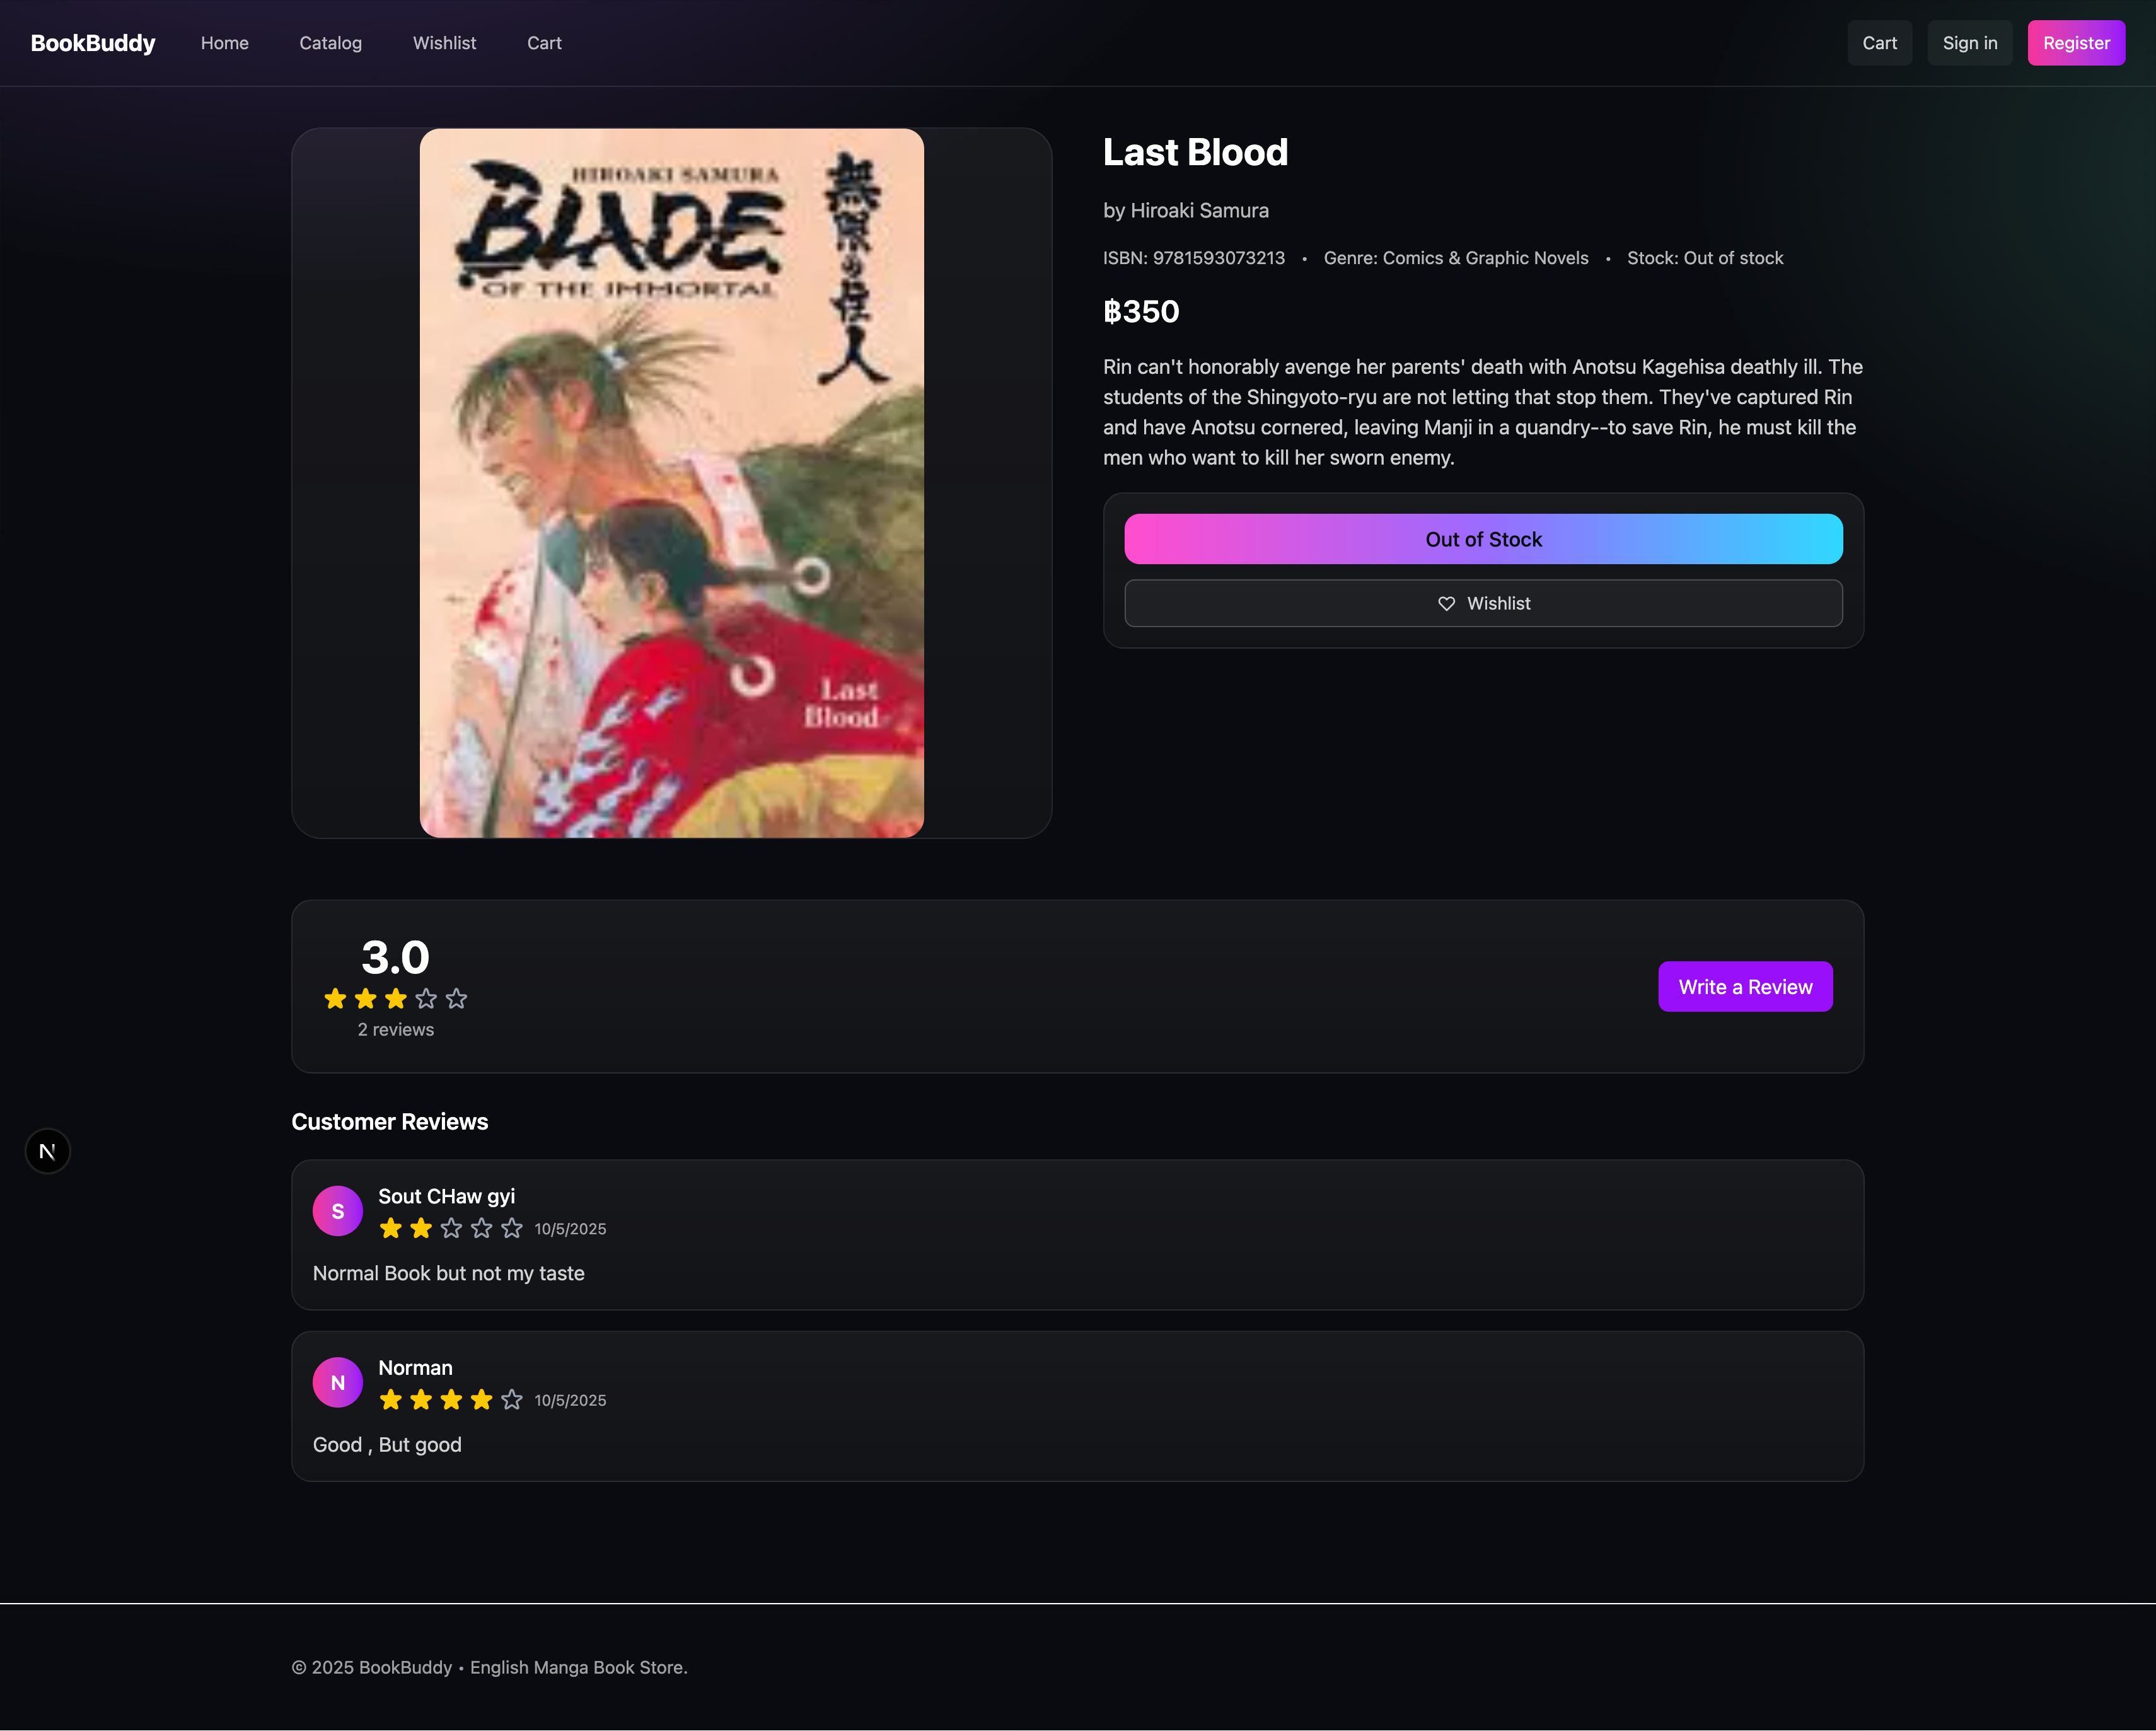 BookBuddy
Home
Catalog
Wishlist
Cart
Cart
Sign in
Register
HIROAKI SAMURA
BLADE
OF THE IMMORTAL
無限の住人
Last
Blood
Last Blood
by Hiroaki Samura
ISBN: 9781593073213 • Genre: Comics & Graphic Novels • Stock: Out of stock
฿350
Rin can't honorably avenge her parents' death with Anotsu Kagehisa deathly ill. The
students of the Shingyoto-ryu are not letting that stop them. They've captured Rin
and have Anotsu cornered, leaving Manji in a quandry--to save Rin, he must kill the
men who want to kill her sworn enemy.
Out of Stock
Wishlist
3.0
2 reviews
Write a Review
Customer Reviews
S
Sout CHaw gyi
10/5/2025
Normal Book but not my taste
N
Norman
10/5/2025
Good , But good
N
© 2025 BookBuddy • English Manga Book Store.